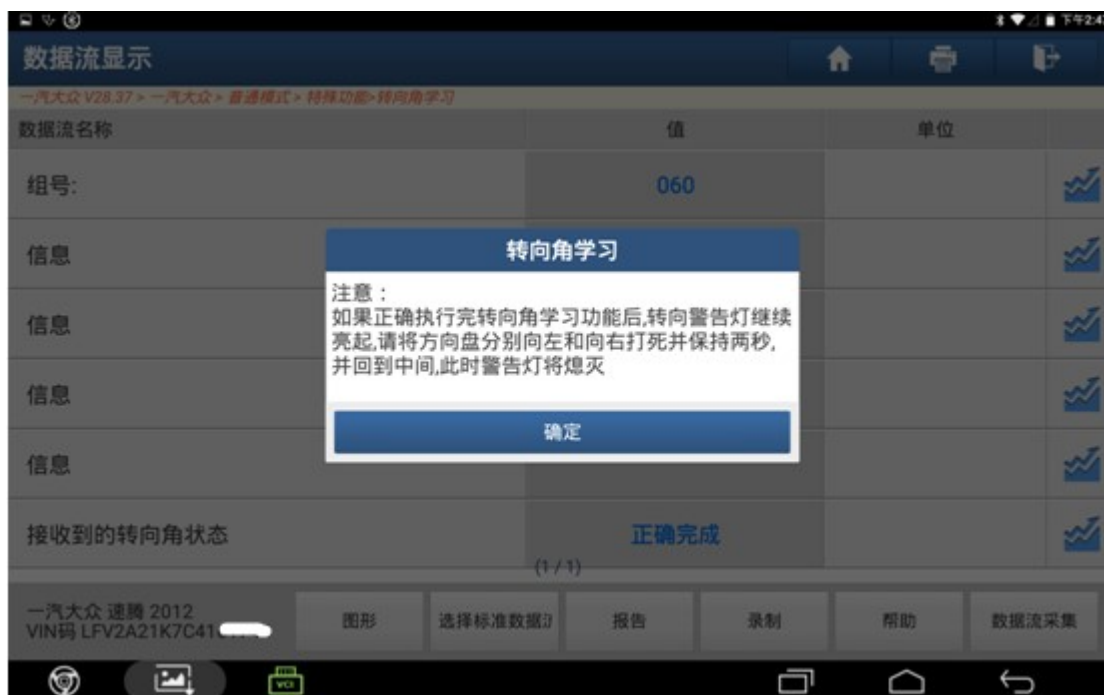 下午2:4
数据流显示
一汽大众 V28.37 > 一汽大众 > 普通模式 > 特殊功能>转向角学习
数据流名称 值 单位
组号: 060
信息
转向角学习
注意：
如果正确执行完转向角学习功能后,转向警告灯继续
亮起,请将方向盘分别向左和向右打死并保持两秒,
并回到中间,此时警告灯将熄灭
确定
信息
信息
信息
接收到的转向角状态 正确完成
(1 / 1)
一汽大众 速腾 2012
VIN码 LFV2A21K7C41
图形 选择标准数据 报告 录制 帮助 数据流采集
VCI